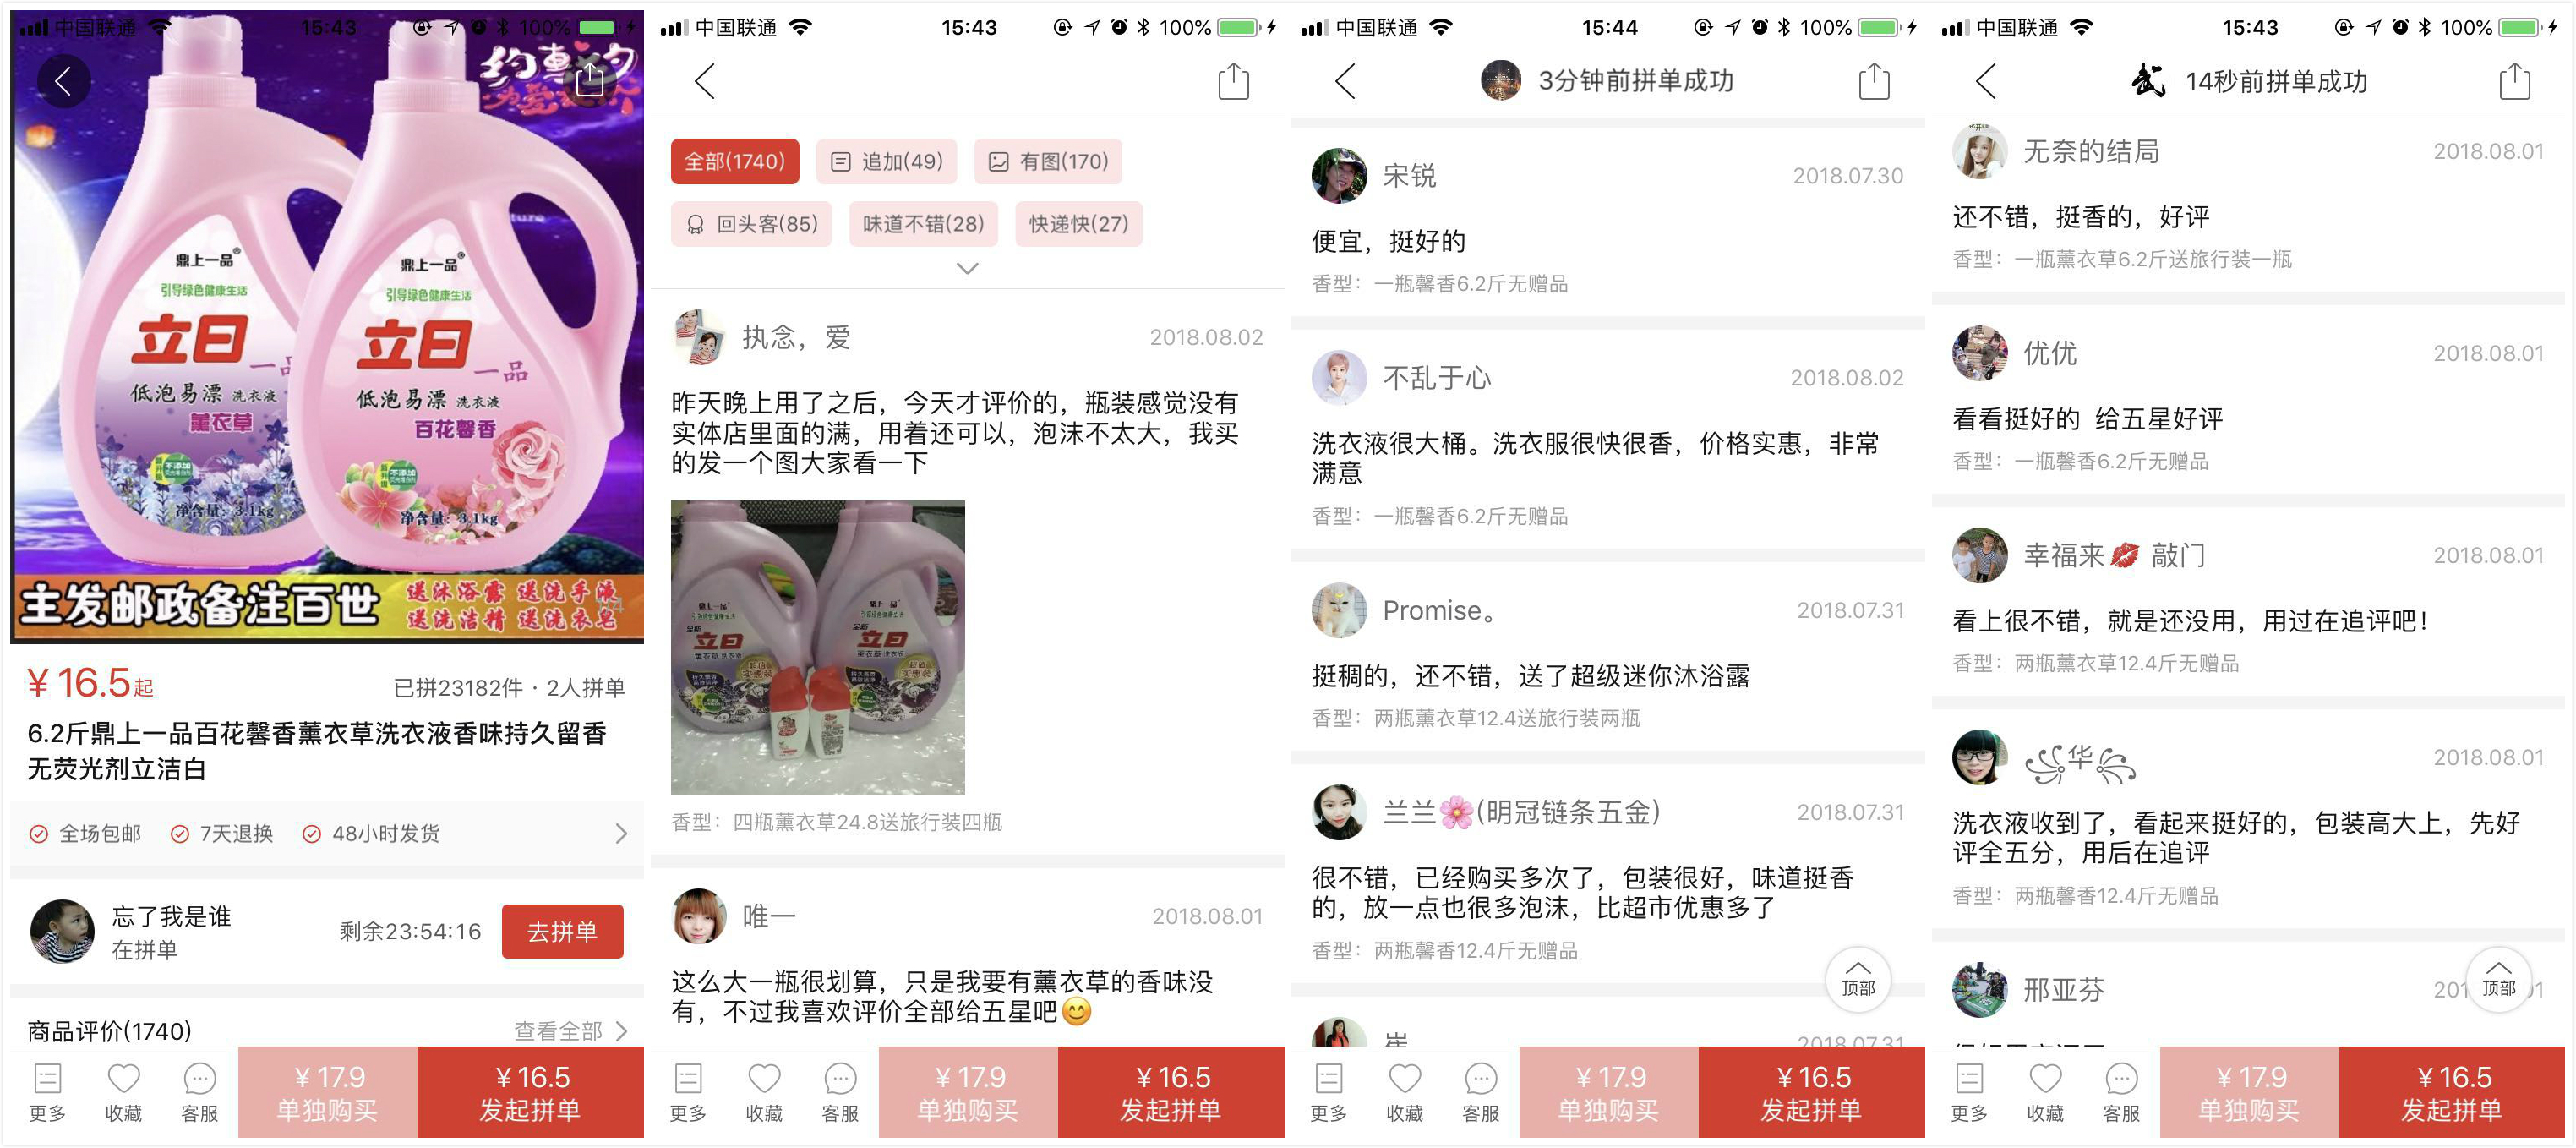 中国联通
15:43
100%
约惠七夕
为爱
ture
鼎上一品®
引导绿色健康生活
立日
一品
低泡易漂 洗衣液
薰衣草
不添加
净含量：3.1kg
鼎上一品®
引导绿色健康生活
立日
一品
低泡易漂 洗衣液
百花馨香
不添加
净含量：3.1kg
主发邮政备注百世
送沐浴露 送洗手液
送洗洁精 送洗衣皂
¥16.5起
已拼23182件 · 2人拼单
6.2斤鼎上一品百花馨香薰衣草洗衣液香味持久留香
无荧光剂立洁白
全场包邮
7天退换
48小时发货
忘了我是谁
在拼单
剩余23:54:16
去拼单
商品评价(1740)
查看全部
更多
收藏
客服
¥17.9
单独购买
¥16.5
发起拼单
中国联通
15:43
100%
全部(1740)
追加(49)
有图(170)
回头客(85)
味道不错(28)
快递快(27)
执念，爱
2018.08.02
昨天晚上用了之后，今天才评价的，瓶装感觉没有
实体店里面的满，用着还可以，泡沫不太大，我买
的发一个图大家看一下
立日
立日
香型：四瓶薰衣草24.8送旅行装四瓶
唯一
2018.08.01
这么大一瓶很划算，只是我要有薰衣草的香味没
有，不过我喜欢评价全部给五星吧😊
更多
收藏
客服
¥17.9
单独购买
¥16.5
发起拼单
中国联通
15:44
100%
3分钟前拼单成功
宋锐
2018.07.30
便宜，挺好的
香型：一瓶馨香6.2斤无赠品
不乱于心
2018.08.02
洗衣液很大桶。洗衣服很快很香，价格实惠，非常
满意
香型：一瓶馨香6.2斤无赠品
Promise。
2018.07.31
挺稠的，还不错，送了超级迷你沐浴露
香型：两瓶薰衣草12.4送旅行装两瓶
兰兰🌸(明冠链条五金)
2018.07.31
很不错，已经购买多次了，包装很好，味道挺香
的，放一点也很多泡沫，比超市优惠多了
香型：两瓶馨香12.4斤无赠品
顶部
崔
2018.07.31
更多
收藏
客服
¥17.9
单独购买
¥16.5
发起拼单
中国联通
15:43
100%
武
14秒前拼单成功
无奈的结局
2018.08.01
还不错，挺香的，好评
香型：一瓶薰衣草6.2斤送旅行装一瓶
优优
2018.08.01
看看挺好的 给五星好评
香型：一瓶馨香6.2斤无赠品
幸福来💋 敲门
2018.08.01
看上很不错，就是还没用，用过在追评吧！
香型：两瓶薰衣草12.4斤无赠品
华
2018.08.01
洗衣液收到了，看起来挺好的，包装高大上，先好
评全五分，用后在追评
香型：两瓶馨香12.4斤无赠品
邢亚芬
顶部
更多
收藏
客服
¥17.9
单独购买
¥16.5
发起拼单